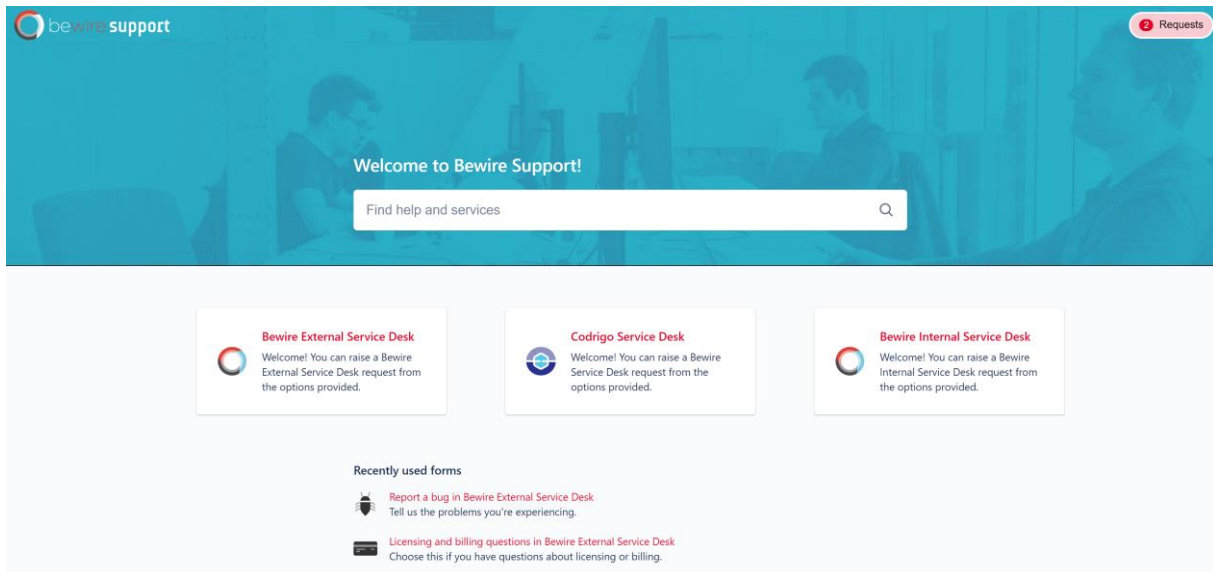 bewire support
2 Requests
Welcome to Bewire Support!
Find help and services
Bewire External Service Desk
Welcome! You can raise a Bewire
External Service Desk request from
the options provided.
Codrigo Service Desk
Welcome! You can raise a Bewire
Service Desk request from the
options provided.
Bewire Internal Service Desk
Welcome! You can raise a Bewire
Internal Service Desk request from
the options provided.
Recently used forms
Report a bug in Bewire External Service Desk
Tell us the problems you're experiencing.
Licensing and billing questions in Bewire External Service Desk
Choose this if you have questions about licensing or billing.